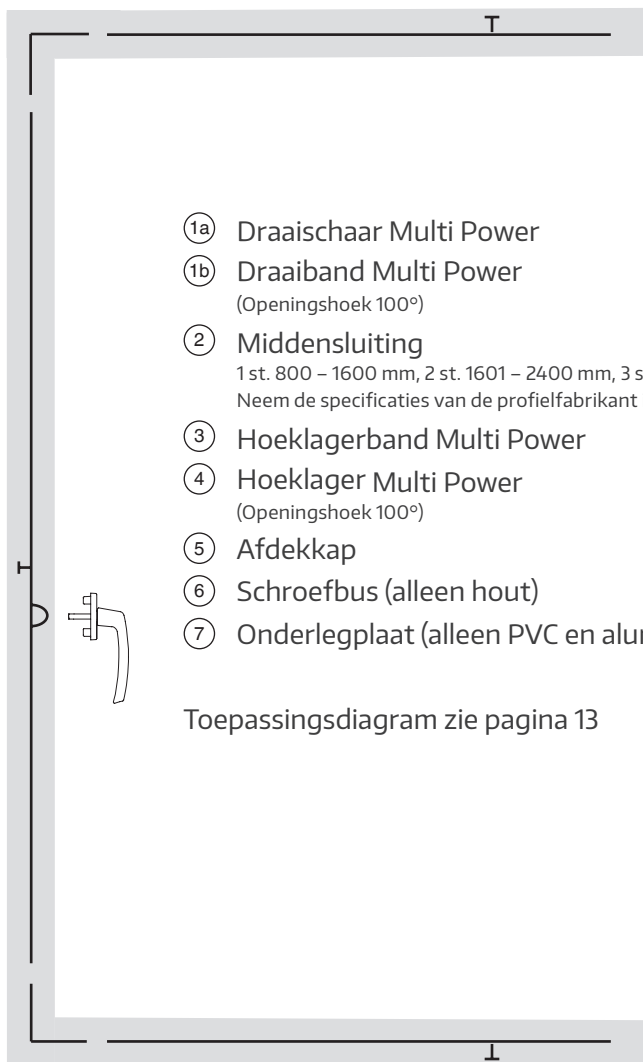 1a Draaischaar Multi Power
1b Draaiband Multi Power
(Openingshoek 100°)
2 Middensluiting
1 st. 800 – 1600 mm, 2 st. 1601 – 2400 mm, 3 s
Neem de specificaties van de profielfabrikant
3 Hoeklagerband Multi Power
4 Hoeklager Multi Power
(Openingshoek 100°)
5 Afdekkap
6 Schroefbus (alleen hout)
7 Onderlegplaat (alleen PVC en
Toepassingsdiagram zie pagina 13